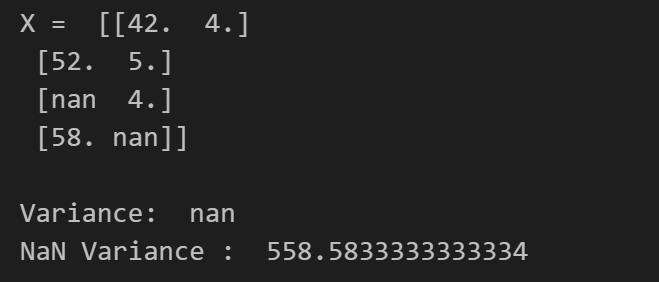 X =  [[42.  4.]
 [52.  5.]
 [nan  4.]
 [58. nan]]
Variance:  nan
NaN Variance :  558.5833333333334